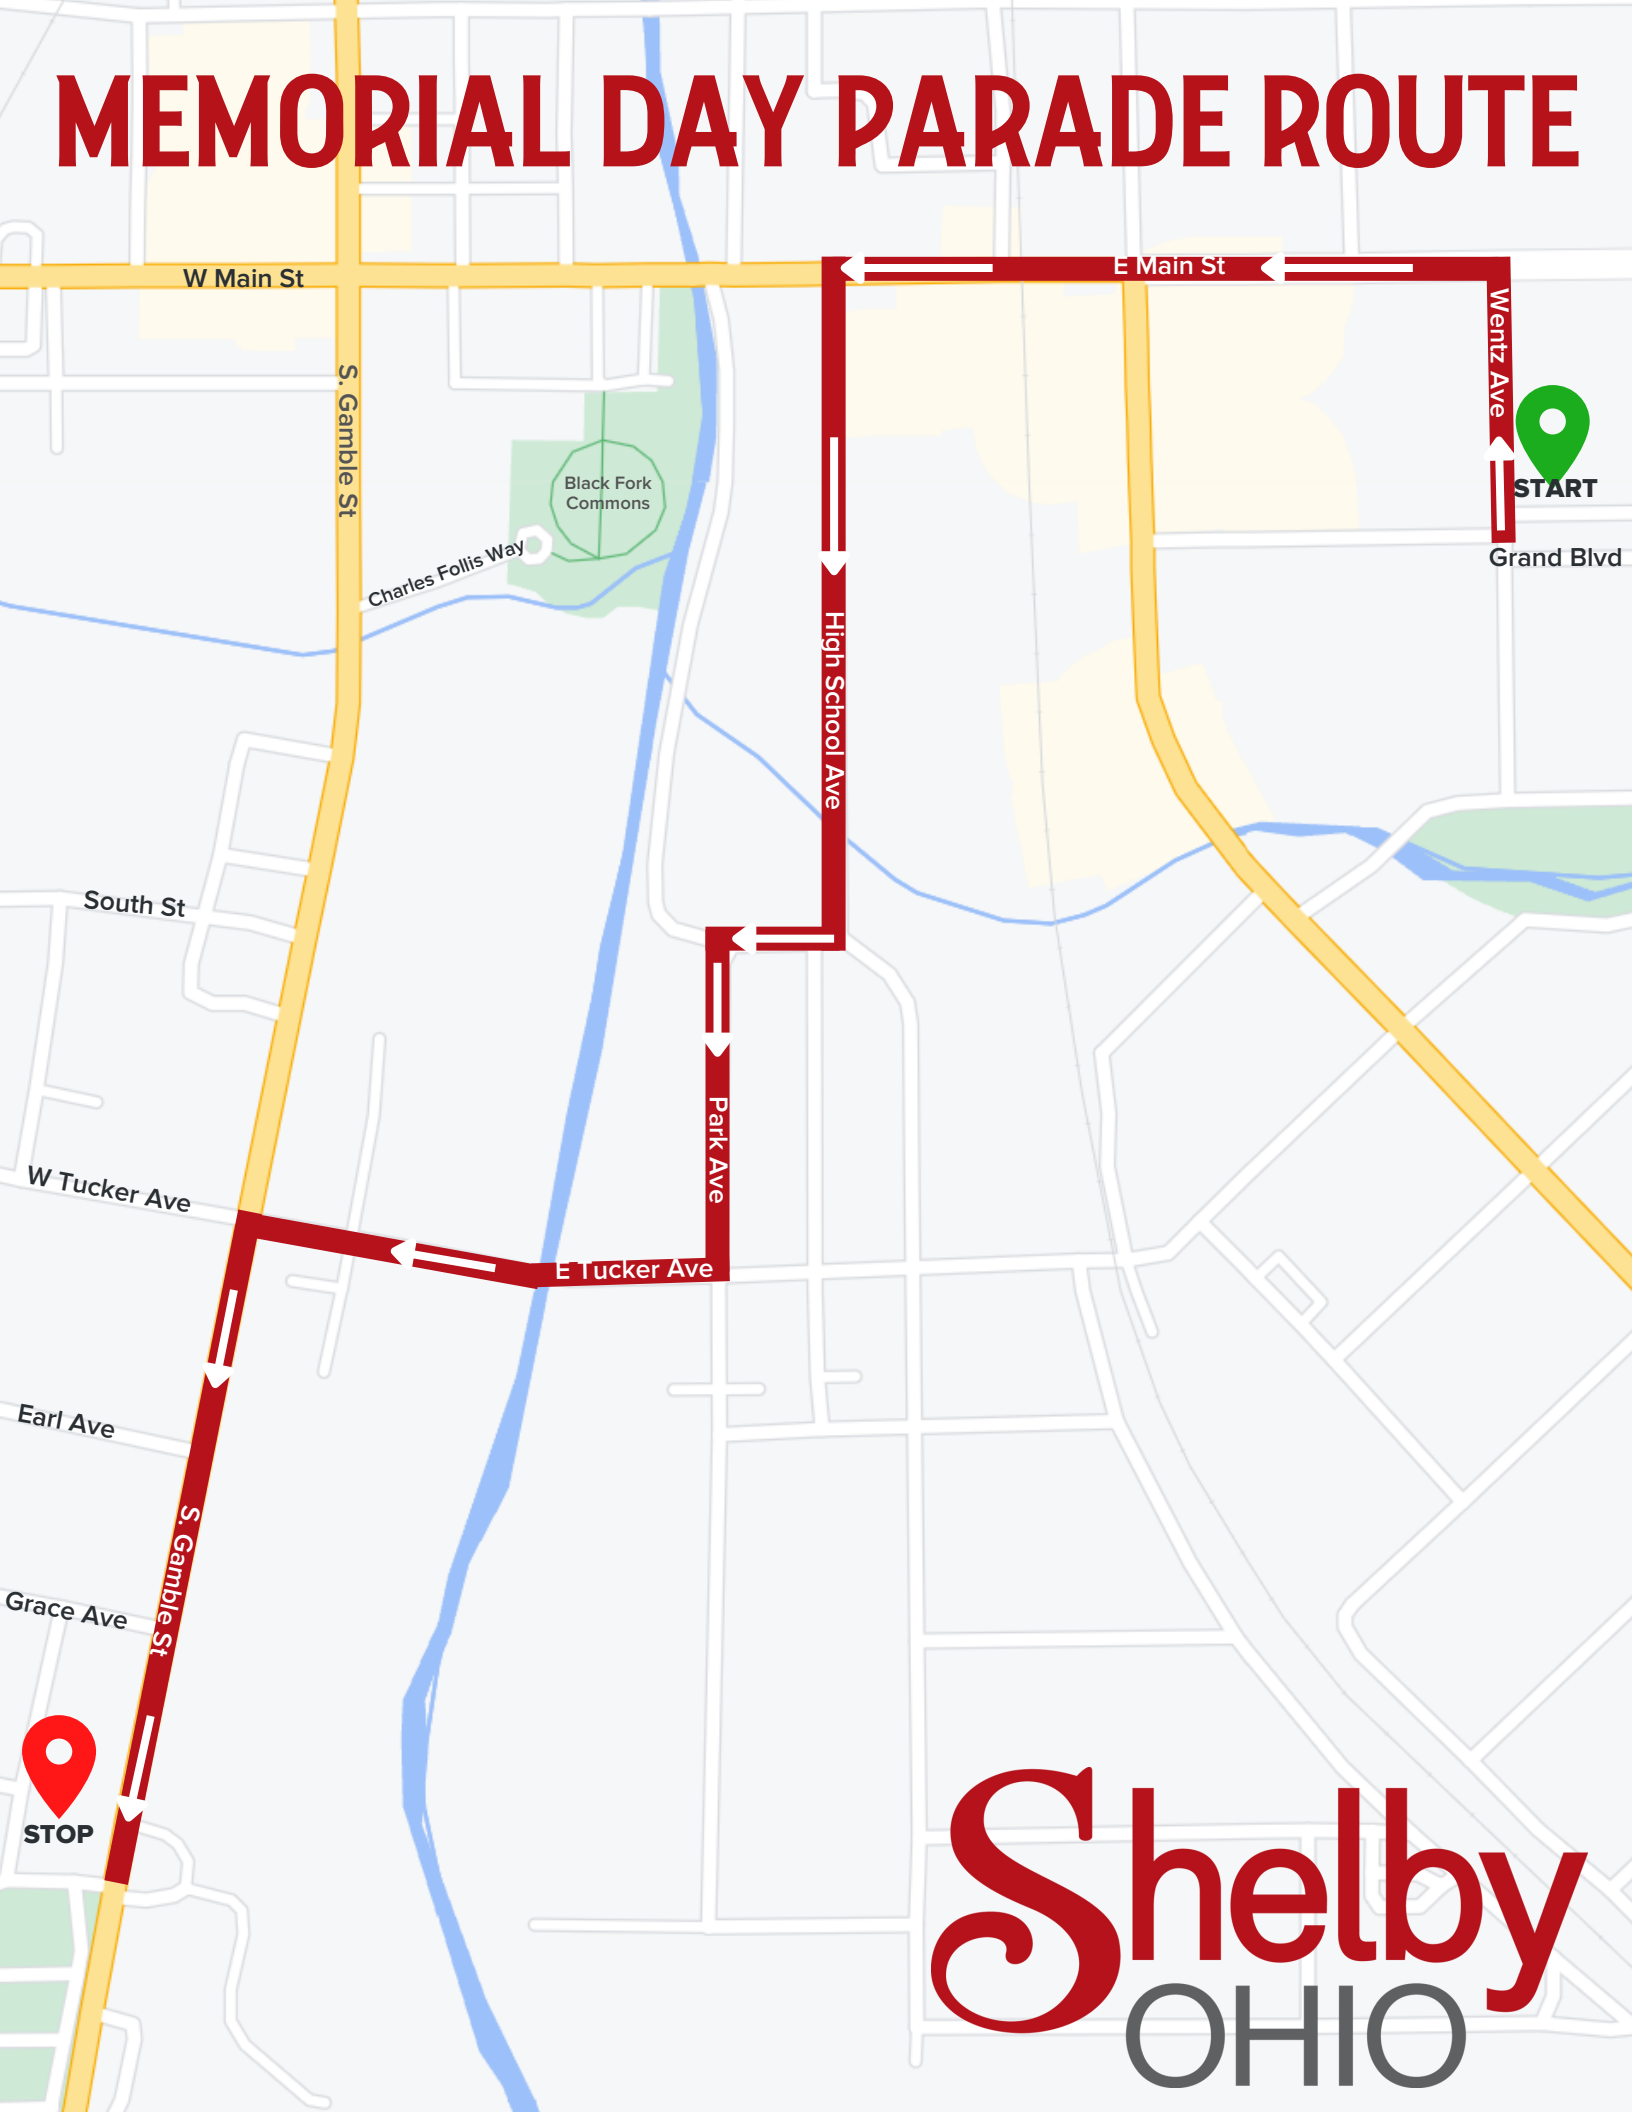 MEMORIAL DAY PARADE ROUTE
W Main St
E Main St
Wentz Ave
S. Gamble St
START
Black Fork
Commons
Charles Follis Way
Grand Blvd
High School Ave
South St
Park Ave
W Tucker Ave
E Tucker Ave
Earl Ave
S. Gamble St
Grace Ave
STOP
Shelby
OHIO